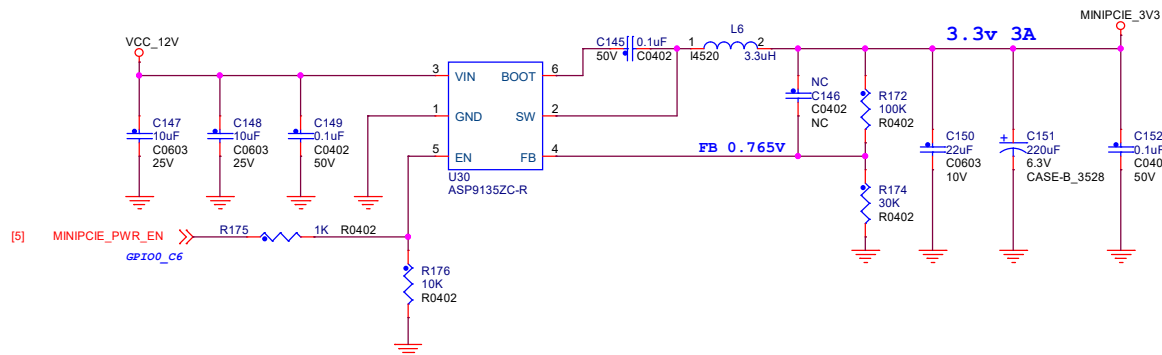 MINIPCIE_3V3
VCC_12V
C145
50V
0.1uF
C0402
1
L6
2
I4520
3.3uH
3.3v 3A
3
VIN
BOOT
6
1
GND
SW
2
5
EN
FB
4
U30
ASP9135ZC-R
C147
10uF
C0603
25V
C148
10uF
C0603
25V
C149
0.1uF
C0402
50V
NC
C146
C0402
NC
R172
100K
R0402
FB 0.765V
R174
30K
R0402
C150
22uF
C0603
10V
+
C151
220uF
6.3V
CASE-B_3528
C152
0.1uF
C040
50V
[5]
MINIPCIE_PWR_EN
R175
1K
R0402
GPIO0_C6
R176
10K
R0402